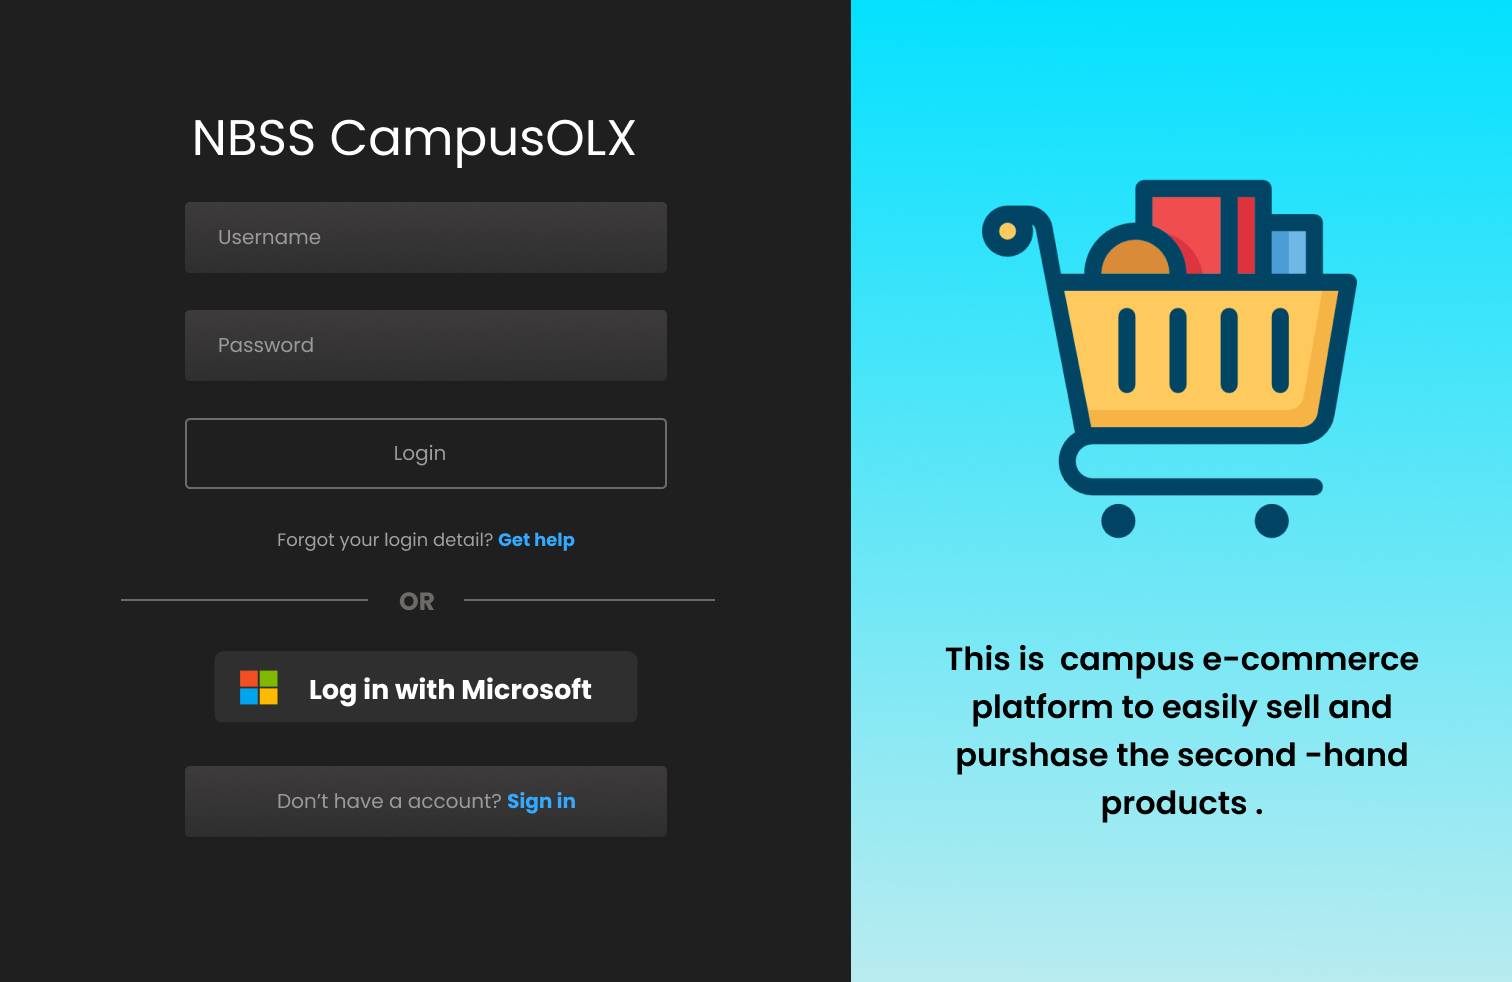 NBSS CampusOLX
Username
Password
Login
Forgot your login detail? Get help
OR
Log in with Microsoft
Don’t have a account? Sign in
This is  campus e-commerce
platform to easily sell and
purshase the second -hand
products .